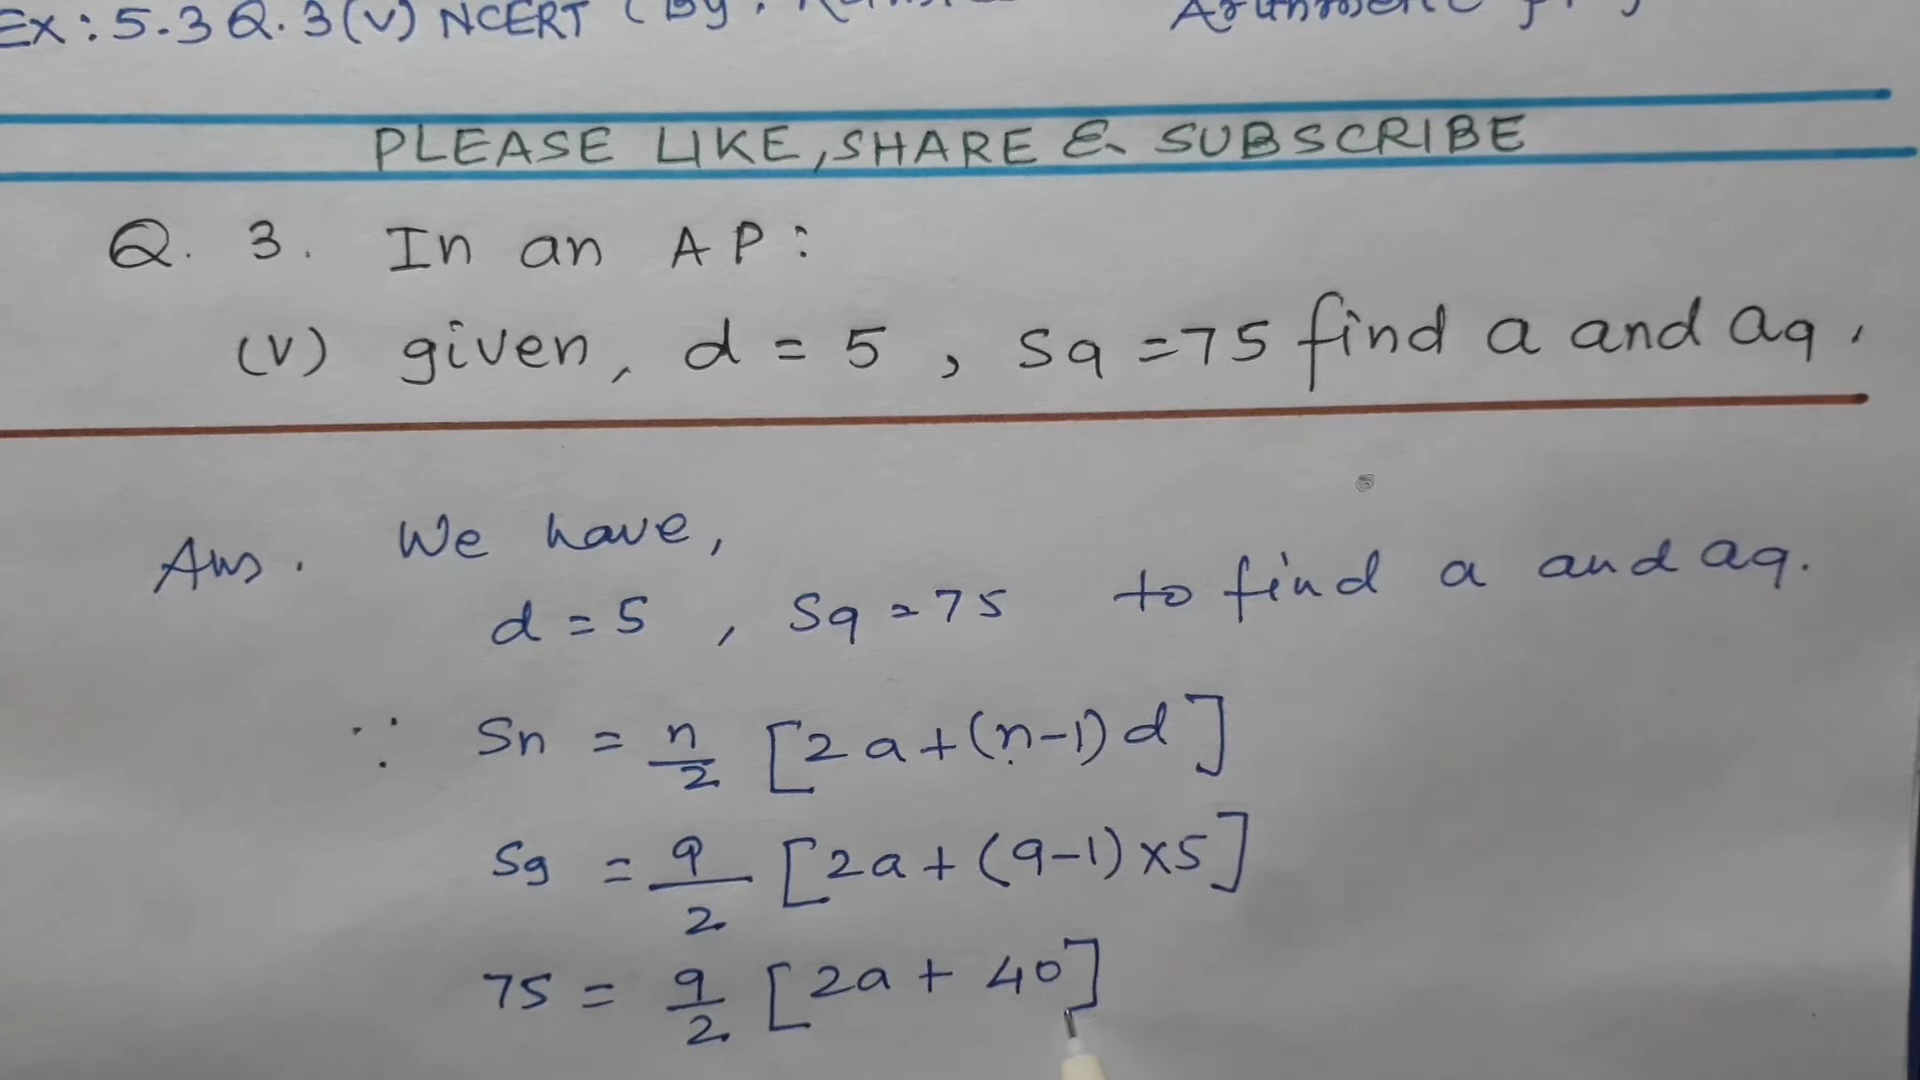 Ex: 5.3 Q. 3(v) NCERT (By:
PLEASE LIKE, SHARE & SUBSCRIBE
Q. 3. In an AP:
(v) given, d = 5, S9 = 75 find a and a9.
Ans. We have,
d = 5, S9 = 75 to find a and a9.
∵ Sn = n/2 [2a+(n-1)d]
S9 = 9/2 [2a+(9-1)×5]
75 = 9/2 [2a + 40]